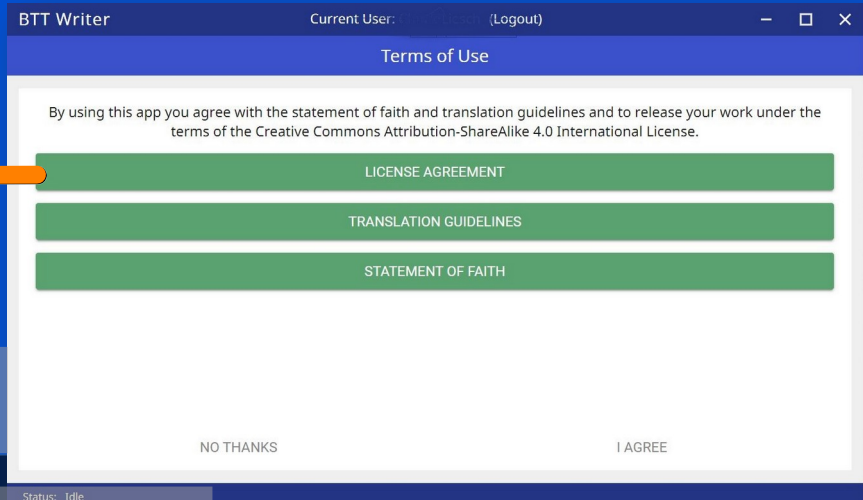 BTT Writer
Current User: (Logout)
Terms of Use
By using this app you agree with the statement of faith and translation guidelines and to release your work under the
terms of the Creative Commons Attribution-ShareAlike 4.0 International License.
LICENSE AGREEMENT
TRANSLATION GUIDELINES
STATEMENT OF FAITH
NO THANKS
I AGREE
Status: Idle